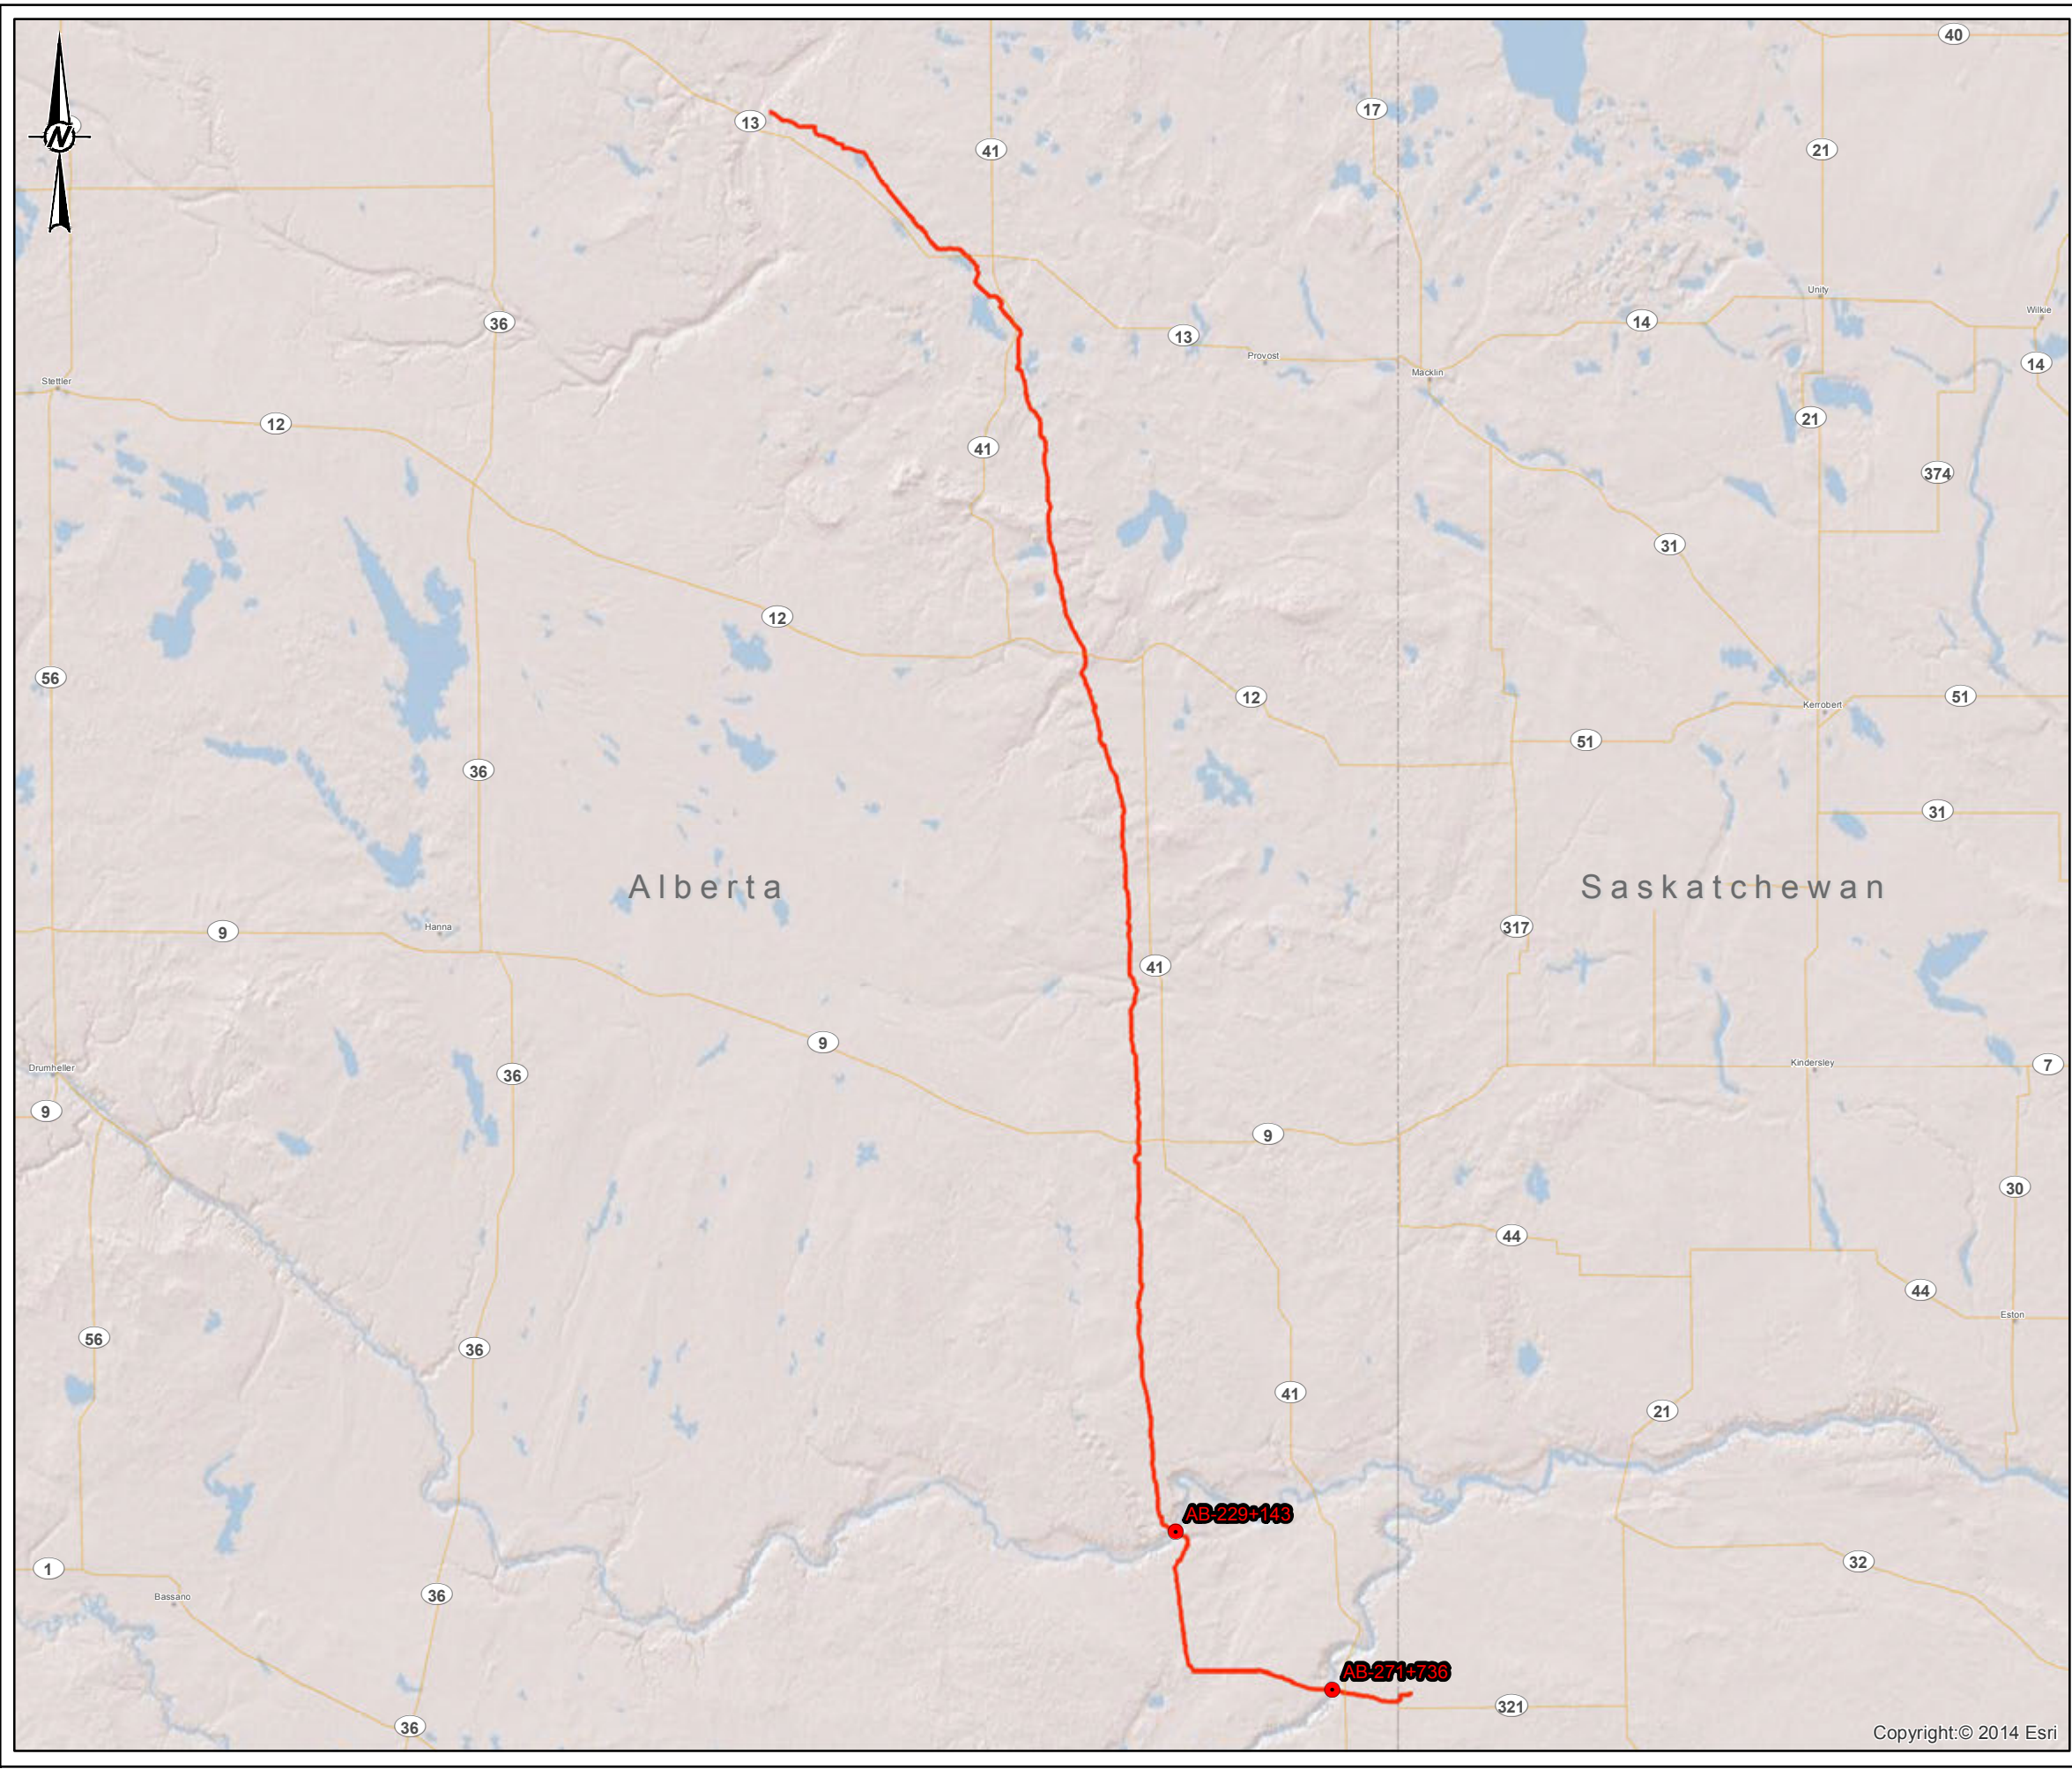 40
13
17
41
21
N
36
13
14
Unity
Wilkie
14
Provost
Macklin
Stettler
12
41
21
374
31
12
56
12
51
51
Kerrobert
36
31
Alberta
Saskatchewan
9
Hanna
317
41
9
36
Drumheller
Kindersley
7
9
9
30
44
44
Eston
56
36
41
21
AB-229+143
1
Bassano
36
32
AB-271+736
321
36
Copyright:© 2014 Esri